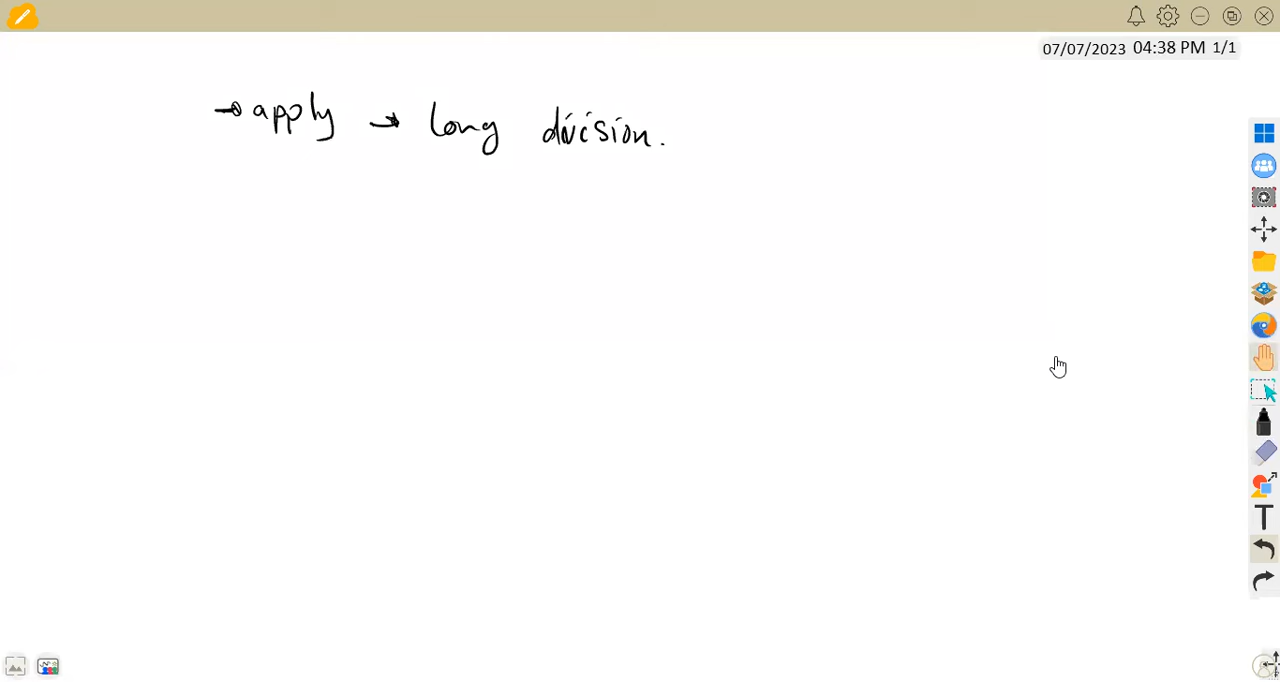 07/07/2023 04:38 PM 1/1
→ apply → long division.
T